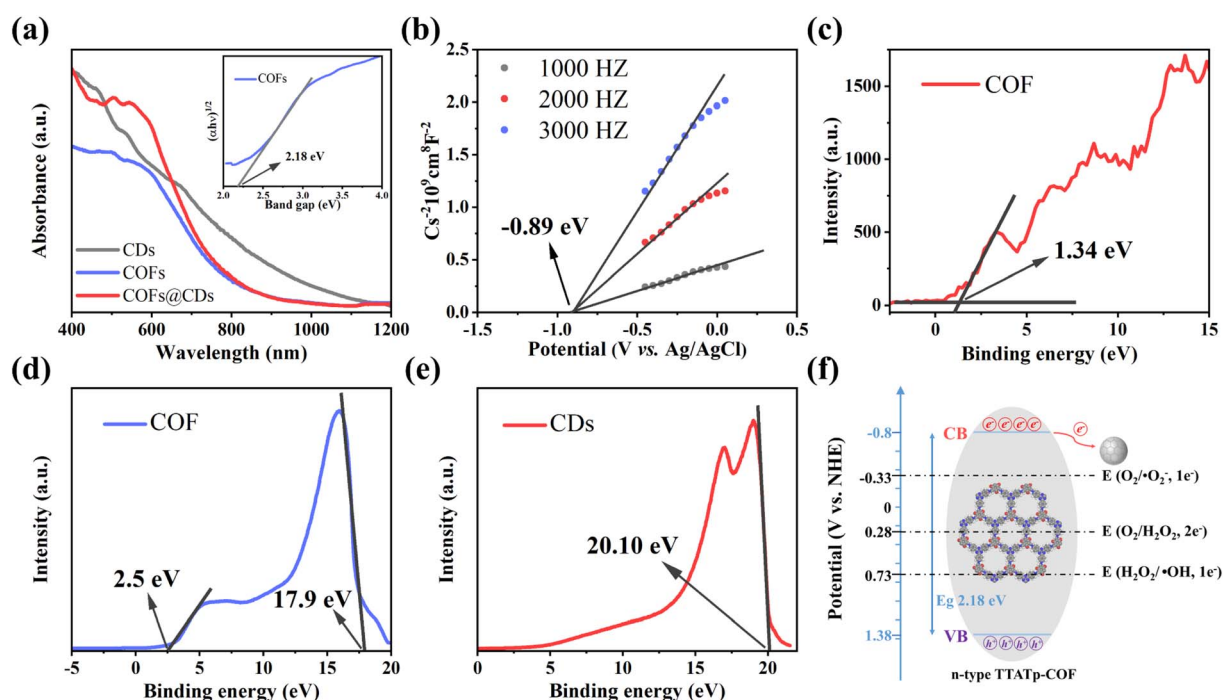 (a)
Absorbance (a.u.)
(αhν)1/2
COFs
2.18 eV
2.0 2.5 3.0 3.5 4.0
Band gap (eV)
CDs
COFs
COFs@CDs
400 600 800 1000 1200
Wavelength (nm)
(b)
Cs-2109 cm8F-2
2.5
2.0
1.5
1.0
0.5
0.0
1000 HZ
2000 HZ
3000 HZ
-0.89 eV
-1.5 -1.0 -0.5 0.0 0.5
Potential (V vs. Ag/AgCl)
(c)
Intensity (a.u.)
1500
1000
500
0
COF
1.34 eV
0 5 10 15
Binding energy (eV)
(d)
Intensity (a.u.)
COF
2.5 eV
17.9 eV
-5 0 5 10 15 20
Binding energy (eV)
(e)
Intensity (a.u.)
CDs
20.10 eV
0 5 10 15 20
Binding energy (eV)
(f)
Potential (V vs. NHE)
-0.8
-0.33
0
0.28
0.73
1.38
CB
e- e- e- e-
e-
E (O2/•O2-, 1e-)
E (O2/H2O2, 2e-)
E (H2O2/•OH, 1e-)
Eg 2.18 eV
VB
h+ h+ h+ h+
n-type TTATp-COF